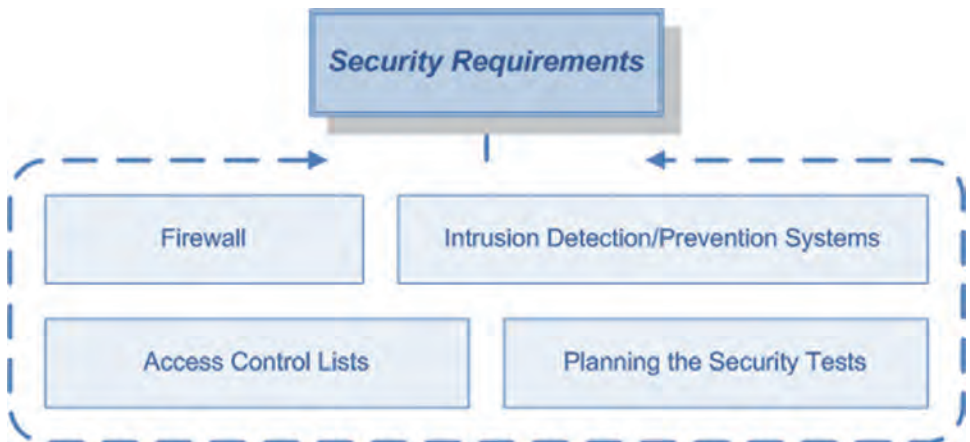 Security Requirements
Firewall
Intrusion Detection/Prevention Systems
Access Control Lists
Planning the Security Tests